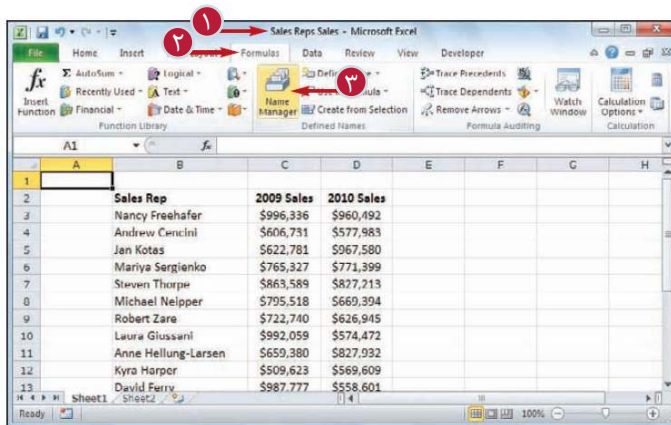 ۱
Sales Reps Sales - Microsoft Excel
۲
File Home Insert Formulas Data Review View Developer
Σ AutoSum Logical Trace Precedents
Recently Used Text ۳ Trace Dependents
Financial Date & Time Create from Selection Remove Arrows
Insert Function Name Manager Watch Window Calculation Options
Function Library Defined Names Formula Auditing Calculation
A1 fx
A B C D E F G H
1
2 Sales Rep 2009 Sales 2010 Sales
3 Nancy Freehafer $996,336 $960,492
4 Andrew Cencini $606,731 $577,983
5 Jan Kotas $622,781 $967,580
6 Mariya Sergienko $765,327 $771,399
7 Steven Thorpe $863,589 $827,213
8 Michael Neipper $795,518 $669,394
9 Robert Zare $722,740 $626,945
10 Laura Giussani $992,059 $574,472
11 Anne Hellung-Larsen $659,380 $827,932
12 Kyra Harper $509,623 $569,609
13 David Ferry $987,777 $558,601
Sheet1 Sheet2
Ready 100%